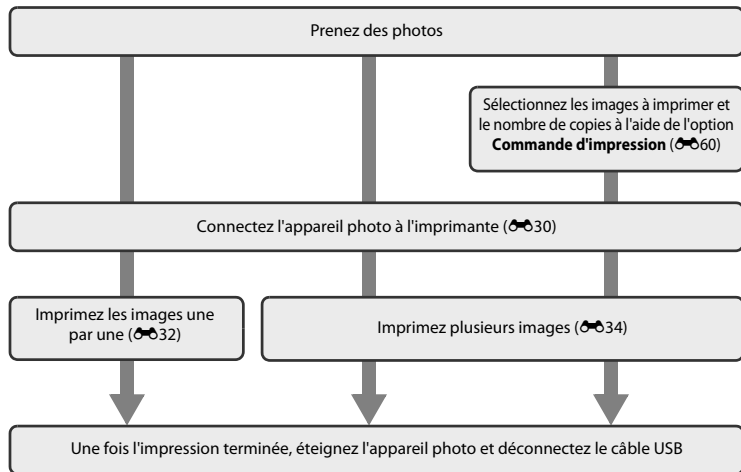 Prenez des photos
Sélectionnez les images à imprimer et
le nombre de copies à l'aide de l'option
Commande d'impression (60)
Connectez l'appareil photo à l'imprimante (30)
Imprimez les images une
par une (32)
Imprimez plusieurs images (34)
Une fois l'impression terminée, éteignez l'appareil photo et déconnectez le câble USB